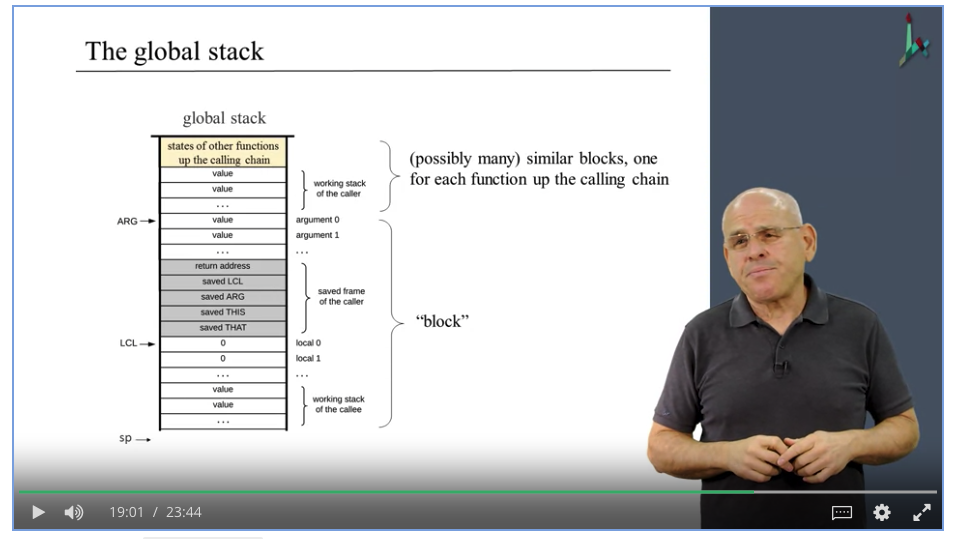 The global stack
global stack
states of other functions
up the calling chain
value
value
...
working stack
of the caller
(possibly many) similar blocks, one
for each function up the calling chain
ARG
value
argument 0
value
argument 1
...
...
return address
saved LCL
saved ARG
saved THIS
saved THAT
saved frame
of the caller
"block"
LCL
0
local 0
0
local 1
...
...
value
value
...
working stack
of the callee
sp
19:01 / 23:44